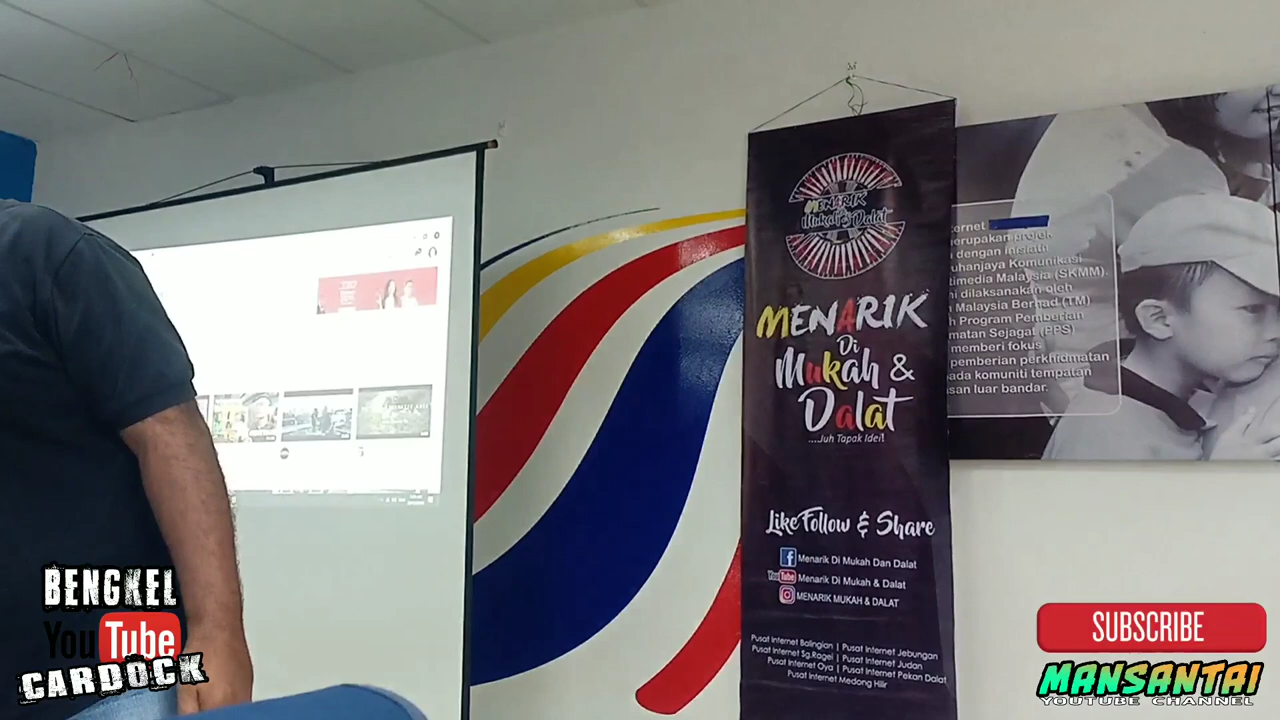 MENARIK
Mukah & Dalat
MENARIK
Di
Mukah &
Dalat
....Juh Tapak Idei!
Like Follow & Share
Menarik Di Mukah Dan Dalat
YouTube Menarik Di Mukah & Dalat
MENARIK MUKAH & DALAT
Pusat Internet Balingian | Pusat Internet Jebungan
Pusat Internet Sg.Ragei | Pusat Internet Judan
Pusat Internet Oya | Pusat Internet Pekan Dalat
Pusat Internet Medong Hilir
ternet
erupakan projek
dengan inisiatif
uhanjaya Komunikasi
timedia Malaysia (SKMM).
ni dilaksanakan oleh
Malaysia Berhad (TM)
h Program Pemberian
matan Sejagat (PPS)
memberi fokus
pemberian perkhidmatan
ada komuniti tempatan
san luar bandar.
BENGKEL
YouTube
CARDOCK
SUBSCRIBE
MANSANTAI
YOUTUBE CHANNEL